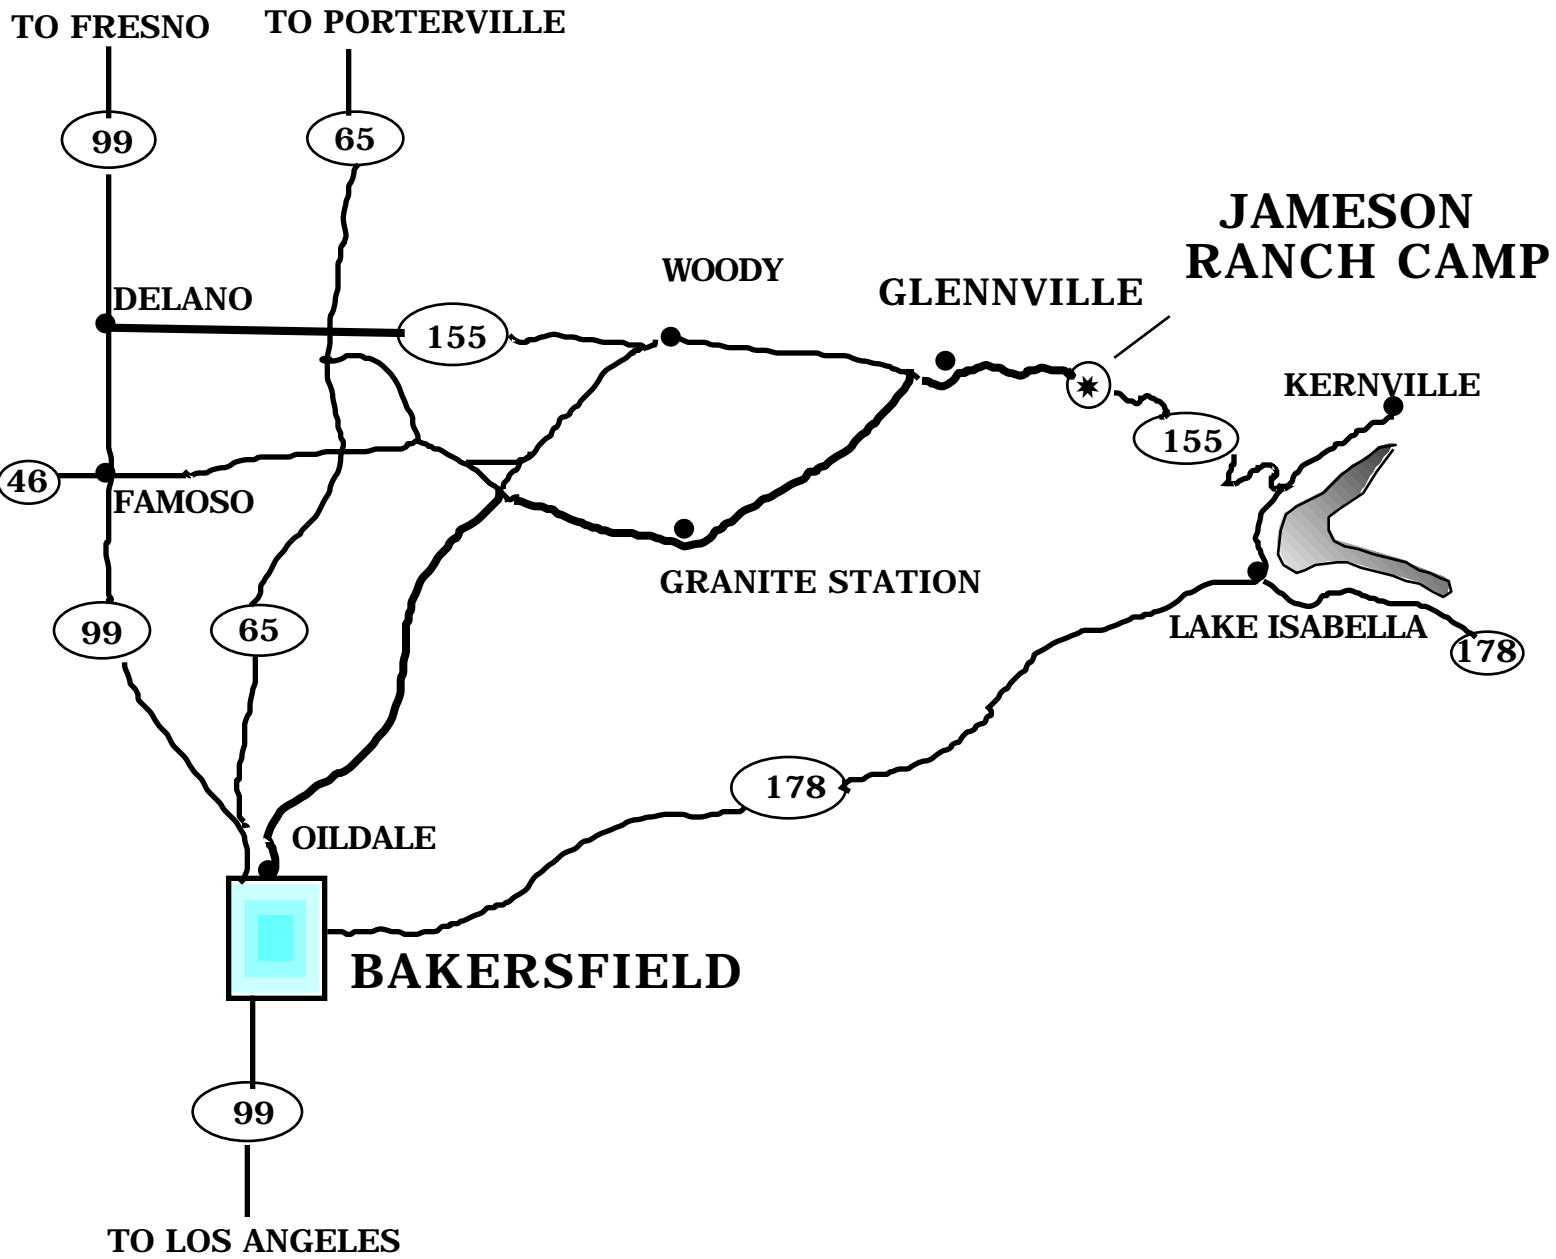 TO FRESNO
TO PORTERVILLE
99
65
JAMESON
RANCH CAMP
WOODY
GLENNVILLE
DELANO
155
KERNVILLE
155
46
FAMOSO
GRANITE STATION
99
65
LAKE ISABELLA
178
178
OILDALE
BAKERSFIELD
99
TO LOS ANGELES